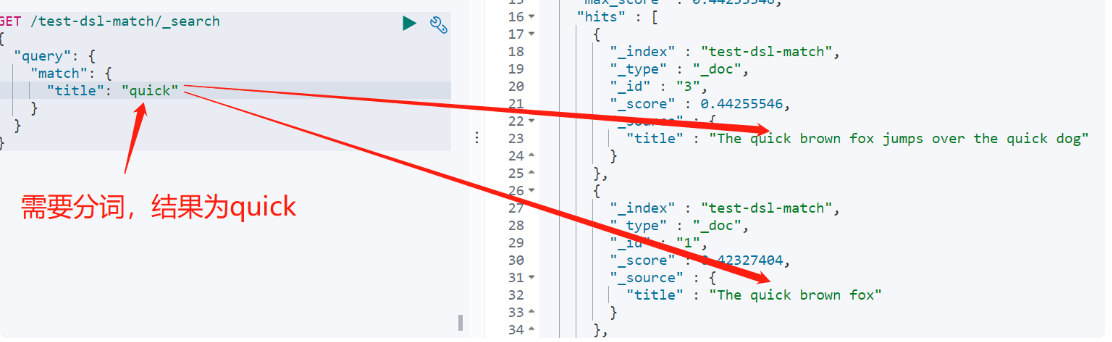 GET /test-dsl-match/_search
{
"query": {
"match": {
"title": "quick"
}
}
}
需要分词，结果为quick
15 "max_score" : 0.44255546,
16 "hits" : [
17 {
18 "_index" : "test-dsl-match",
19 "_type" : "_doc",
20 "_id" : "3",
21 "_score" : 0.44255546,
22 "_source" : {
23 "title" : "The quick brown fox jumps over the quick dog"
24 }
25 },
26 {
27 "_index" : "test-dsl-match",
28 "_type" : "_doc",
29 "_id" : "1",
30 "_score" : 0.42327404,
31 "_source" : {
32 "title" : "The quick brown fox"
33 }
34 },